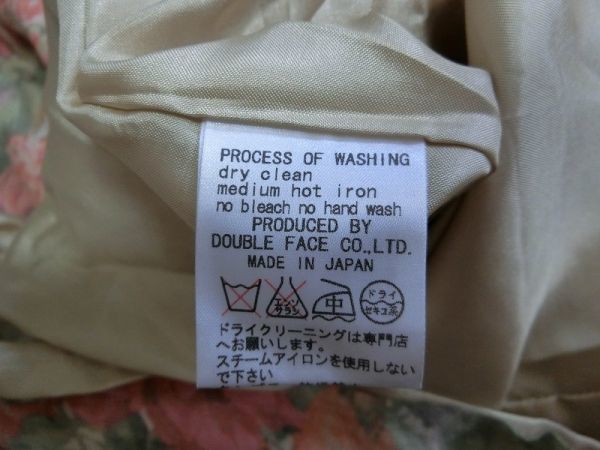 PROCESS OF WASHING
dry clean
medium hot iron
no bleach no hand wash
PRODUCED BY
DOUBLE FACE CO.,LTD.
MADE IN JAPAN
エンソ サラシ 中 ドライ セキユ系
ドライクリーニングは専門店
へお願いします。
スチームアイロンを使用しない
で下さい